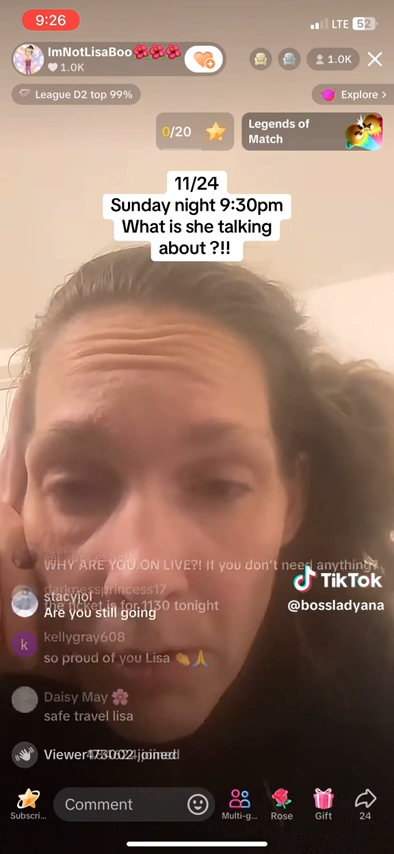 9:26
LTE 52
ImNotLisaBoo🌺🌺🌺
1.0K
1.0K
League D2 top 99%
Explore >
0/20
Legends of
Match
11/24
Sunday night 9:30pm
What is she talking
about ?!!
WHY ARE YOU ON LIVE?! If you don't need anything?
darknessprincess17
the ticket is for 1130 tonight
stacyjol
Are you still going
TikTok
@bossladyana
kellygray608
so proud of you Lisa 👏🙏
Daisy May 🌸
safe travel lisa
joined
Subscri...
Comment
Multi-g...
Rose
Gift
24